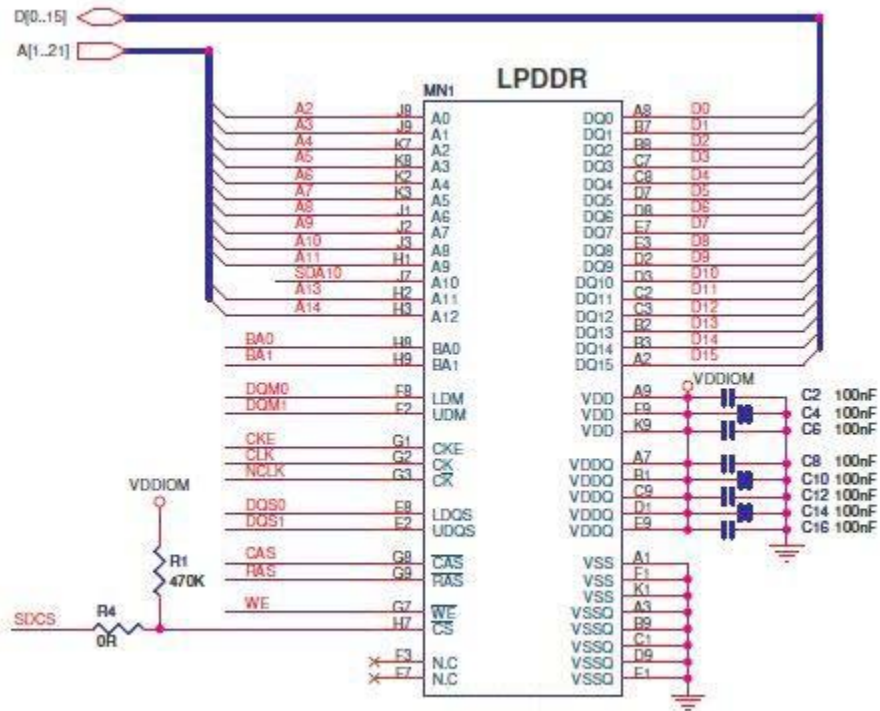 D[0..15]
A[1..21]
LPDDR
MN1
A2 J8 A0 DQ0 A8 D0
A3 J9 A1 DQ1 B7 D1
A4 K7 A2 DQ2 B8 D2
A5 K8 A3 DQ3 C7 D3
A6 K2 A4 DQ4 C8 D4
A7 K3 A5 DQ5 D7 D5
A8 J1 A6 DQ6 D8 D6
A9 J2 A7 DQ7 E7 D7
A10 J3 A8 DQ8 E3 D8
A11 H1 A9 DQ9 D2 D9
SDA10 J7 A10 DQ10 D3 D10
A13 H2 A11 DQ11 C2 D11
A14 H3 A12 DQ12 C3 D12
DQ13 B2 D13
BA0 H8 BA0 DQ14 B3 D14
BA1 H9 BA1 DQ15 A2 D15
VDDIOM
DQM0 F8 LDM VDD A9 C2 100nF
DQM1 F2 UDM VDD F9 C4 100nF
VDD K9 C6 100nF
CKE G1 CKE
CLK G2 CK VDDQ A7 C8 100nF
NCLK G3 CK VDDQ B1 C10 100nF
VDDQ C9 C12 100nF
DQS0 E8 LDQS VDDQ D1 C14 100nF
DQS1 E2 UDQS VDDQ E9 C16 100nF
VDDIOM
CAS G8 CAS VSS A1
RAS G9 RAS VSS F1
R1
470K
VSS K1
WE G7 WE VSSQ A3
SDCS R4 0R H7 CS VSSQ B9
VSSQ C1
F3 N.C VSSQ D9
F7 N.C VSSQ E1